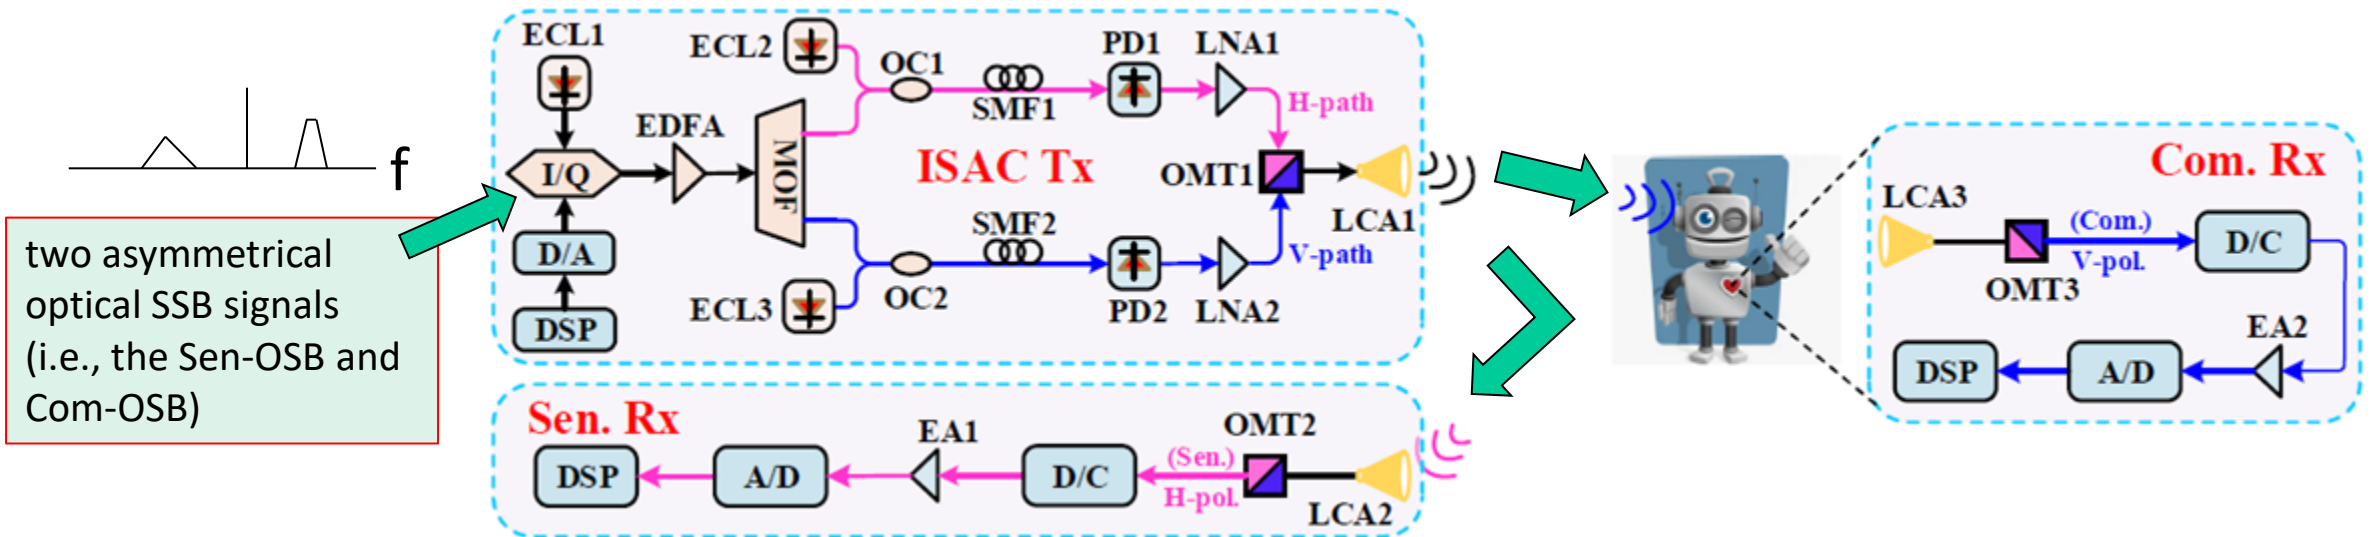 f
two asymmetrical
optical SSB signals
(i.e., the Sen-OSB and
Com-OSB)
ECL1
I/Q
D/A
DSP
EDFA
MOF
ECL2
OC1
SMF1
PD1
LNA1
H-path
ISAC Tx
OMT1
LCA1
SMF2
V-path
ECL3
OC2
PD2
LNA2
Sen. Rx
DSP
A/D
EA1
D/C
(Sen.)
H-pol.
OMT2
LCA2
Com. Rx
LCA3
OMT3
(Com.)
V-pol.
D/C
EA2
A/D
DSP